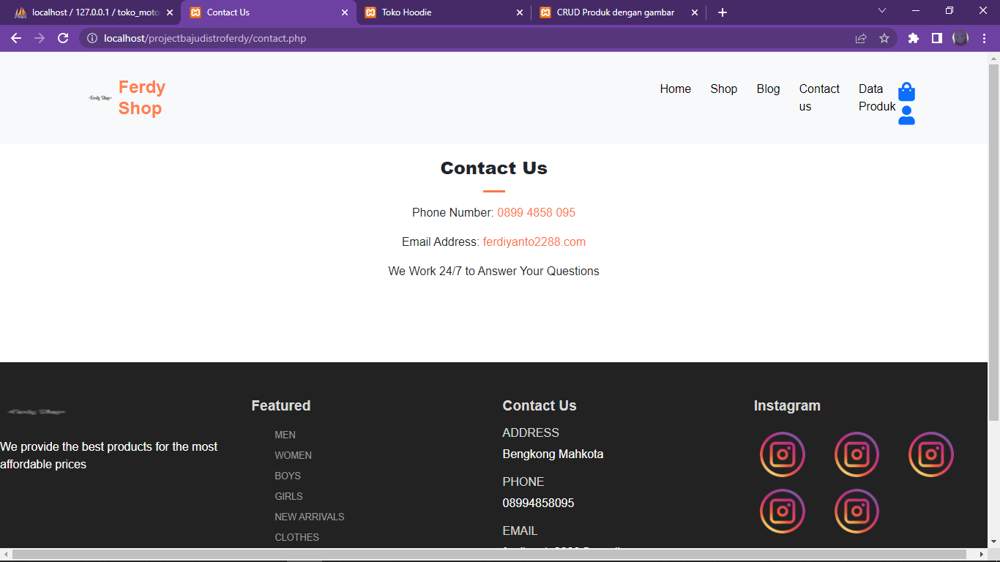 localhost / 127.0.0.1 / toko_moto
Contact Us
Toko Hoodie
CRUD Produk dengan gambar
localhost/projectbajudistroferdy/contact.php
Ferdy Shop
Ferdy
Shop
Home
Shop
Blog
Contact
us
Data
Produk
Contact Us
Phone Number: 0899 4858 095
Email Address: ferdiyanto2288.com
We Work 24/7 to Answer Your Questions
Ferdy Shop
We provide the best products for the most
affordable prices
Featured
MEN
WOMEN
BOYS
GIRLS
NEW ARRIVALS
CLOTHES
Contact Us
ADDRESS
Bengkong Mahkota
PHONE
08994858095
EMAIL
Instagram